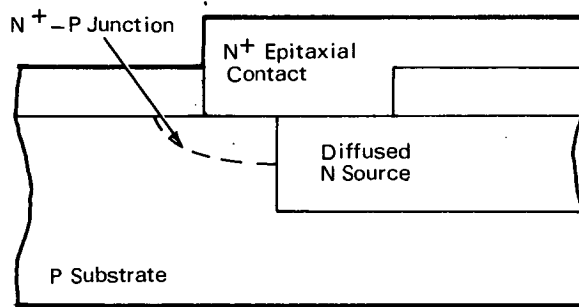 N+-P Junction
N+ Epitaxial
Contact
Diffused
N Source
P Substrate